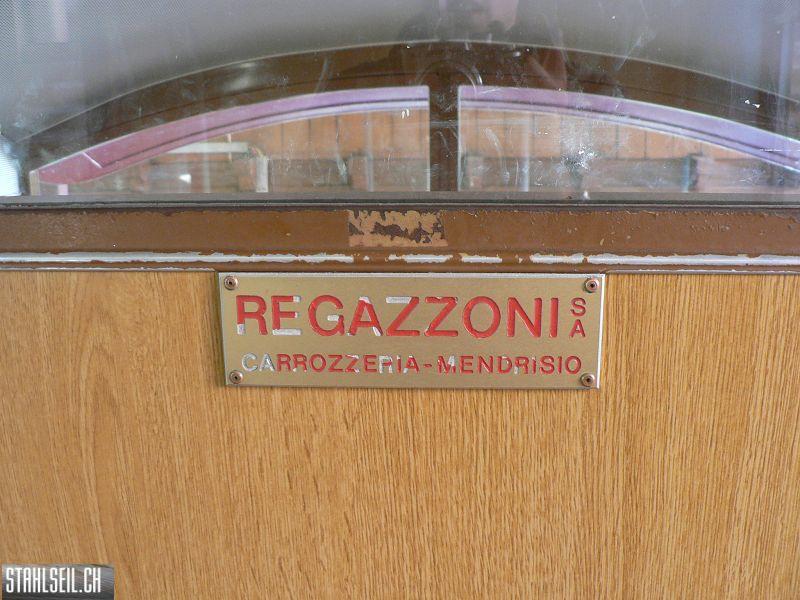 REGAZZONI SA
CARROZZERIA-MENDRISIO
STAHLSEIL.CH